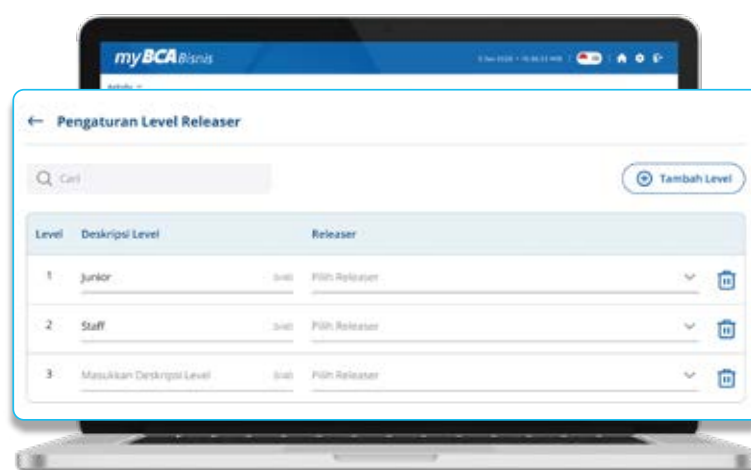 myBCA Bisnis
← Pengaturan Level Releaser
Cari
Tambah Level
Level Deskripsi Level Releaser
1 Junior Pilih Releaser
2 Staff Pilih Releaser
3 Masukkan Deskripsi Level Pilih Releaser